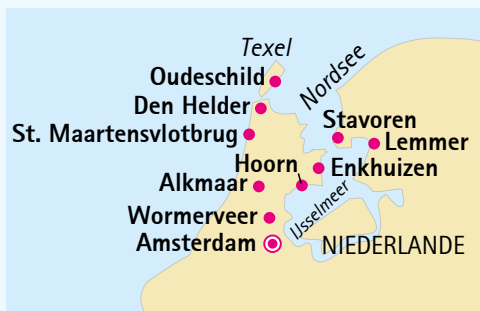 Texel
Oudeschild
Nordsee
Den Helder
Stavoren
St. Maartensvlotbrug
Lemmer
Hoorn
Enkhuizen
Alkmaar
IJsselmeer
Wormerveer
Amsterdam
NIEDERLANDE